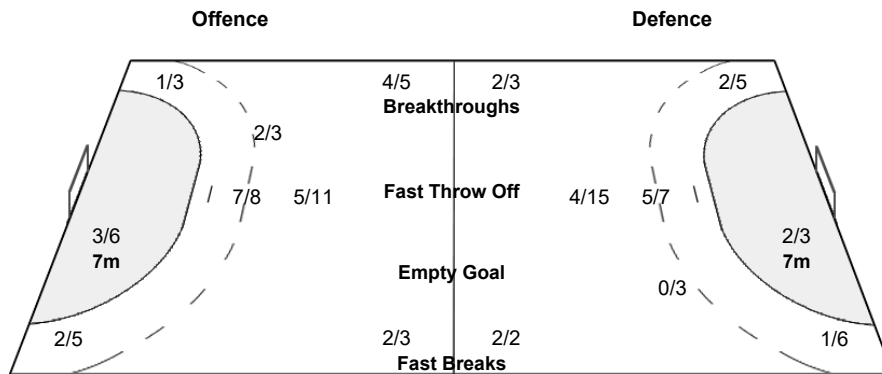 Offence Defence
1/3 4/5 2/3 2/5
Breakthroughs
2/3
Fast Throw Off
7/8 5/11 4/15 5/7
3/6 2/3
7m 7m
Empty Goal
0/3
2/5 2/3 2/2 1/6
Fast Breaks